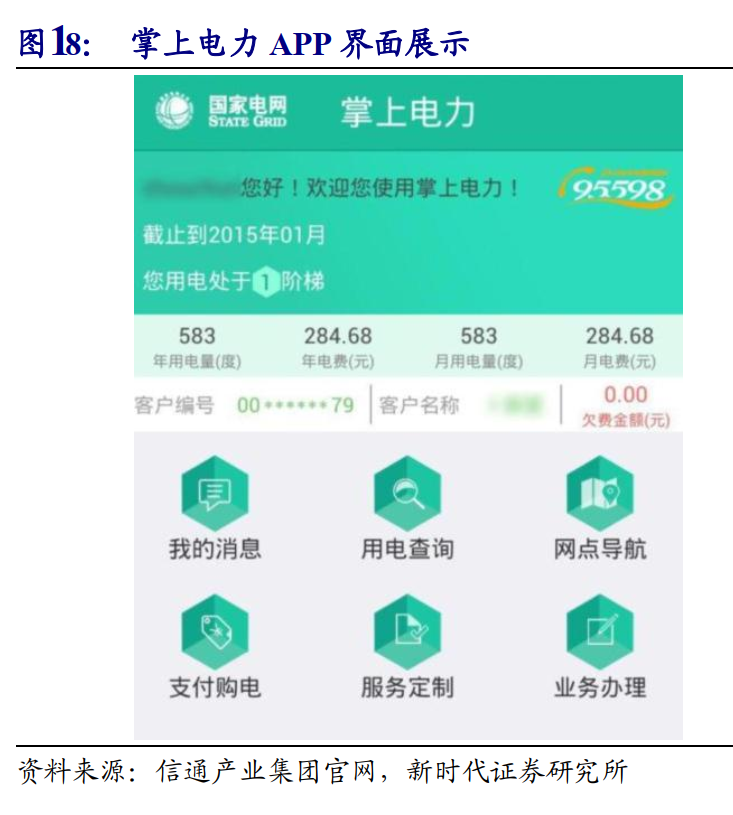 图18： 掌上电力 APP 界面展示
国家电网 掌上电力
STATE GRID
您好！欢迎您使用掌上电力！ 95598
截止到2015年01月
您用电处于1阶梯
583 284.68 583 284.68
年用电量(度) 年电费(元) 月用电量(度) 月电费(元)
客户编号 00******79 客户名称 0.00
欠费金额(元)
我的消息 用电查询 网点导航
支付购电 服务定制 业务办理
资料来源：信通产业集团官网，新时代证券研究所